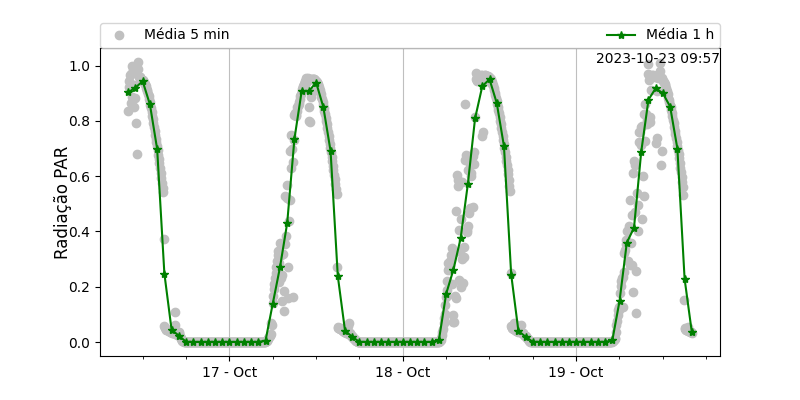 Média 5 min
Média 1 h
2023-10-23 09:57
Radiação PAR
1.0
0.8
0.6
0.4
0.2
0.0
17 - Oct
18 - Oct
19 - Oct